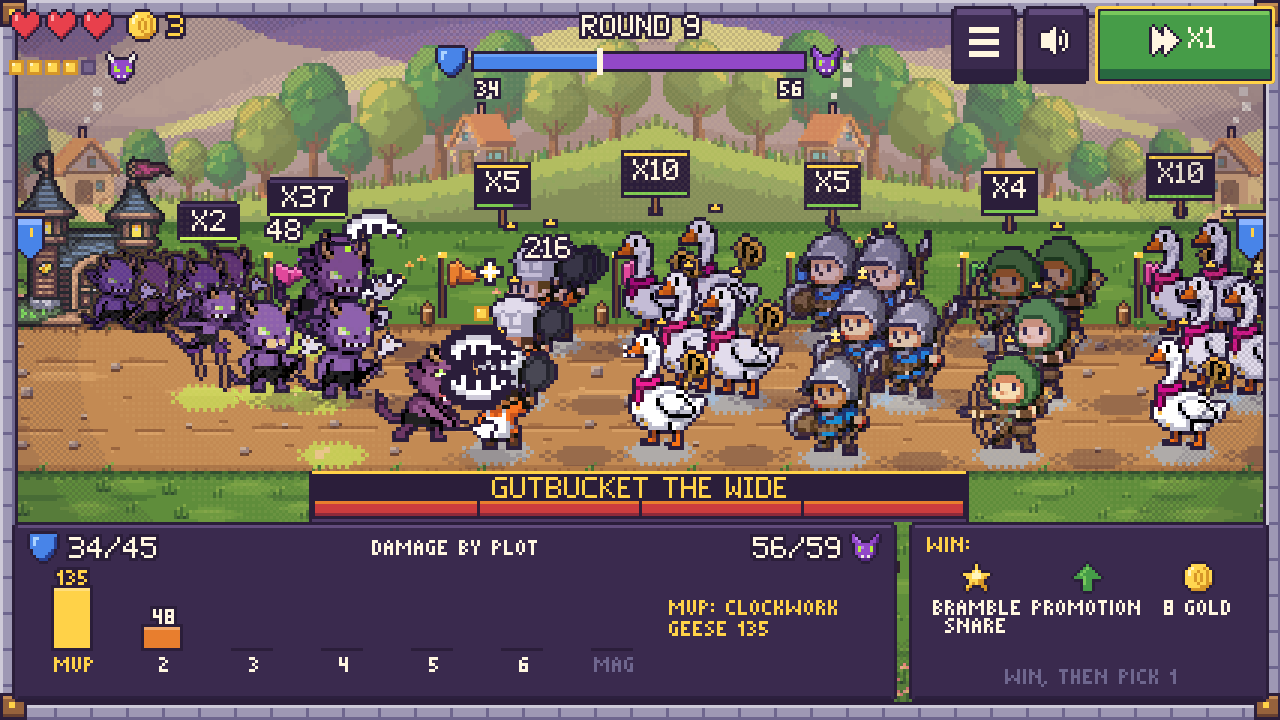 3
ROUND 9
X1
34
56
X2
X37
X5
X10
X5
X4
X10
48
216
GUTBUCKET THE WIDE
34/45
DAMAGE BY PLOT
56/59
135
48
MVP
2
3
4
5
6
MAG
MVP: CLOCKWORK
GEESE 135
WIN:
BRAMBLE
SNARE
PROMOTION
8 GOLD
WIN, THEN PICK 1